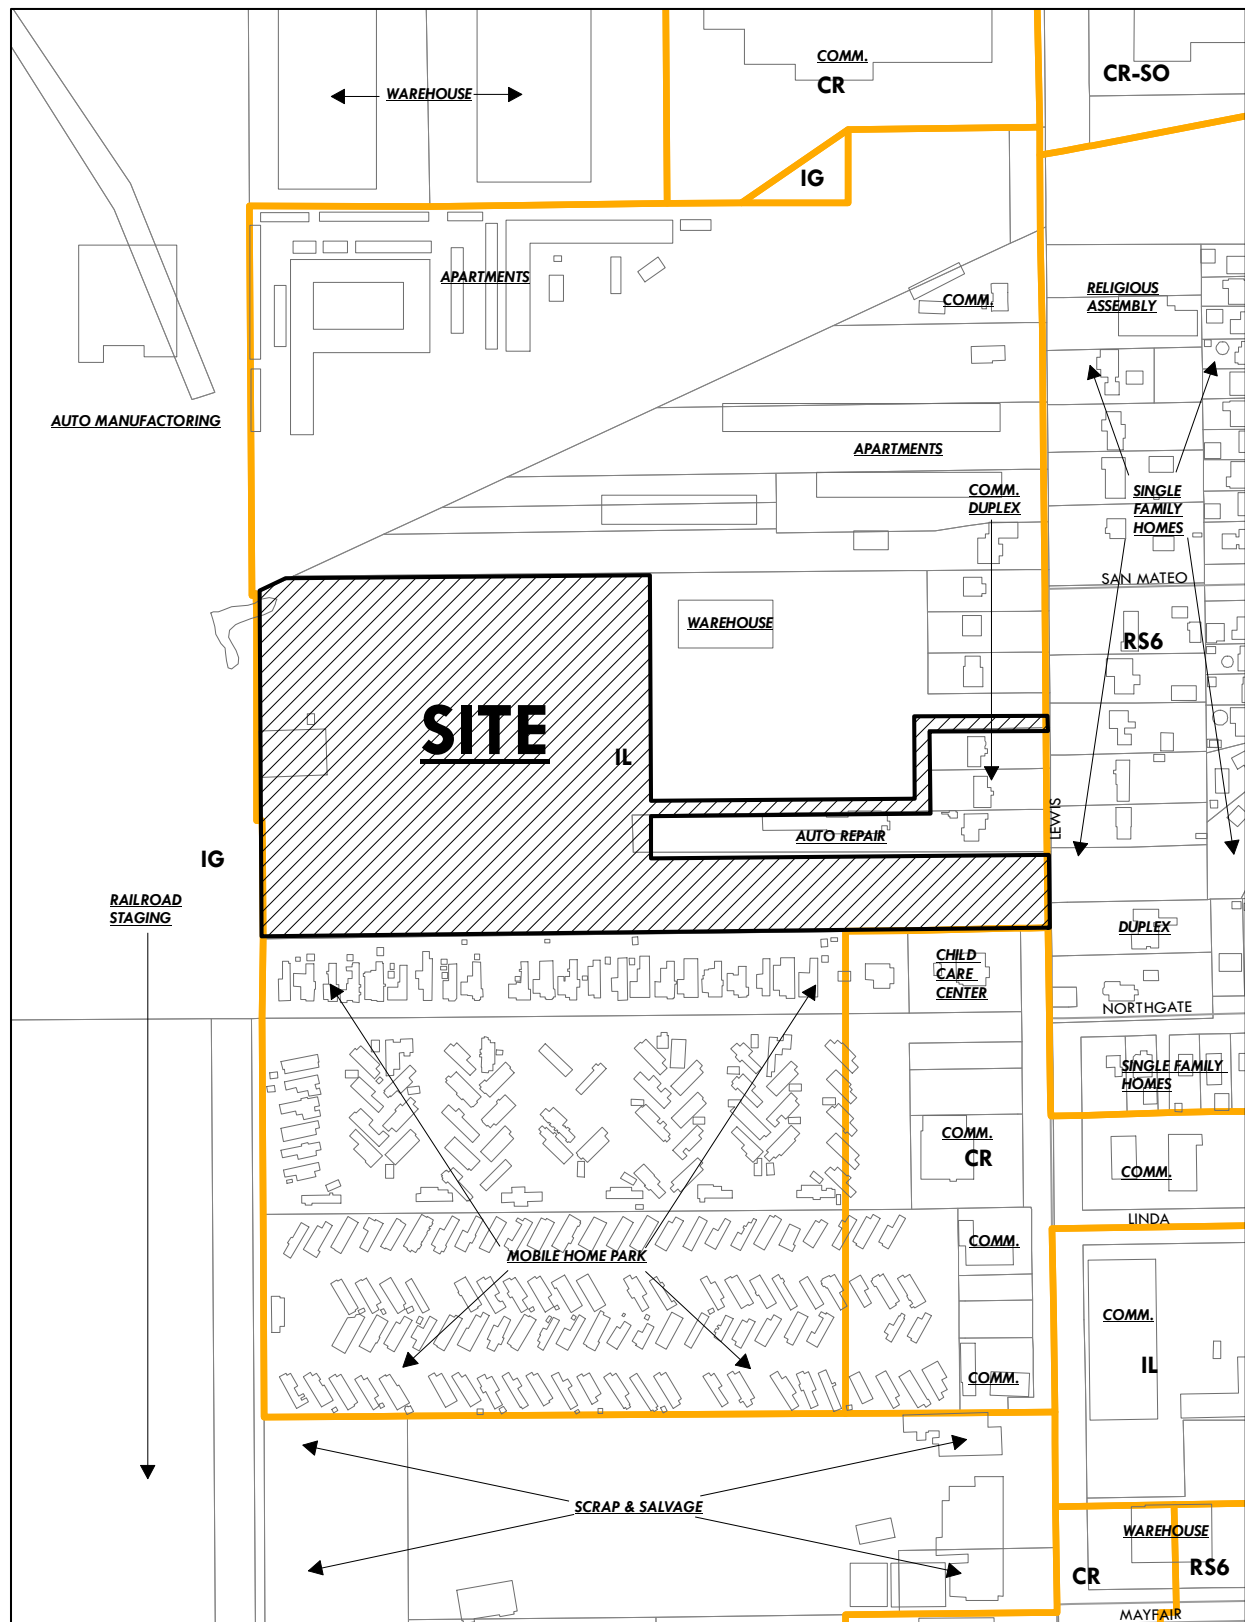 COMM.
CR
CR-SO
WAREHOUSE
IG
APARTMENTS
COMM.
RELIGIOUS
ASSEMBLY
AUTO MANUFACTORING
APARTMENTS
COMM.
DUPLEX
SINGLE
FAMILY
HOMES
SAN MATEO
WAREHOUSE
RS6
SITE
IL
LEWIS
AUTO REPAIR
IG
RAILROAD
STAGING
DUPLEX
CHILD
CARE
CENTER
NORTHGATE
SINGLE FAMILY
HOMES
COMM.
CR
COMM.
LINDA
COMM.
MOBILE HOME PARK
COMM.
IL
COMM.
SCRAP & SALVAGE
WAREHOUSE
CR
RS6
MAYFAIR